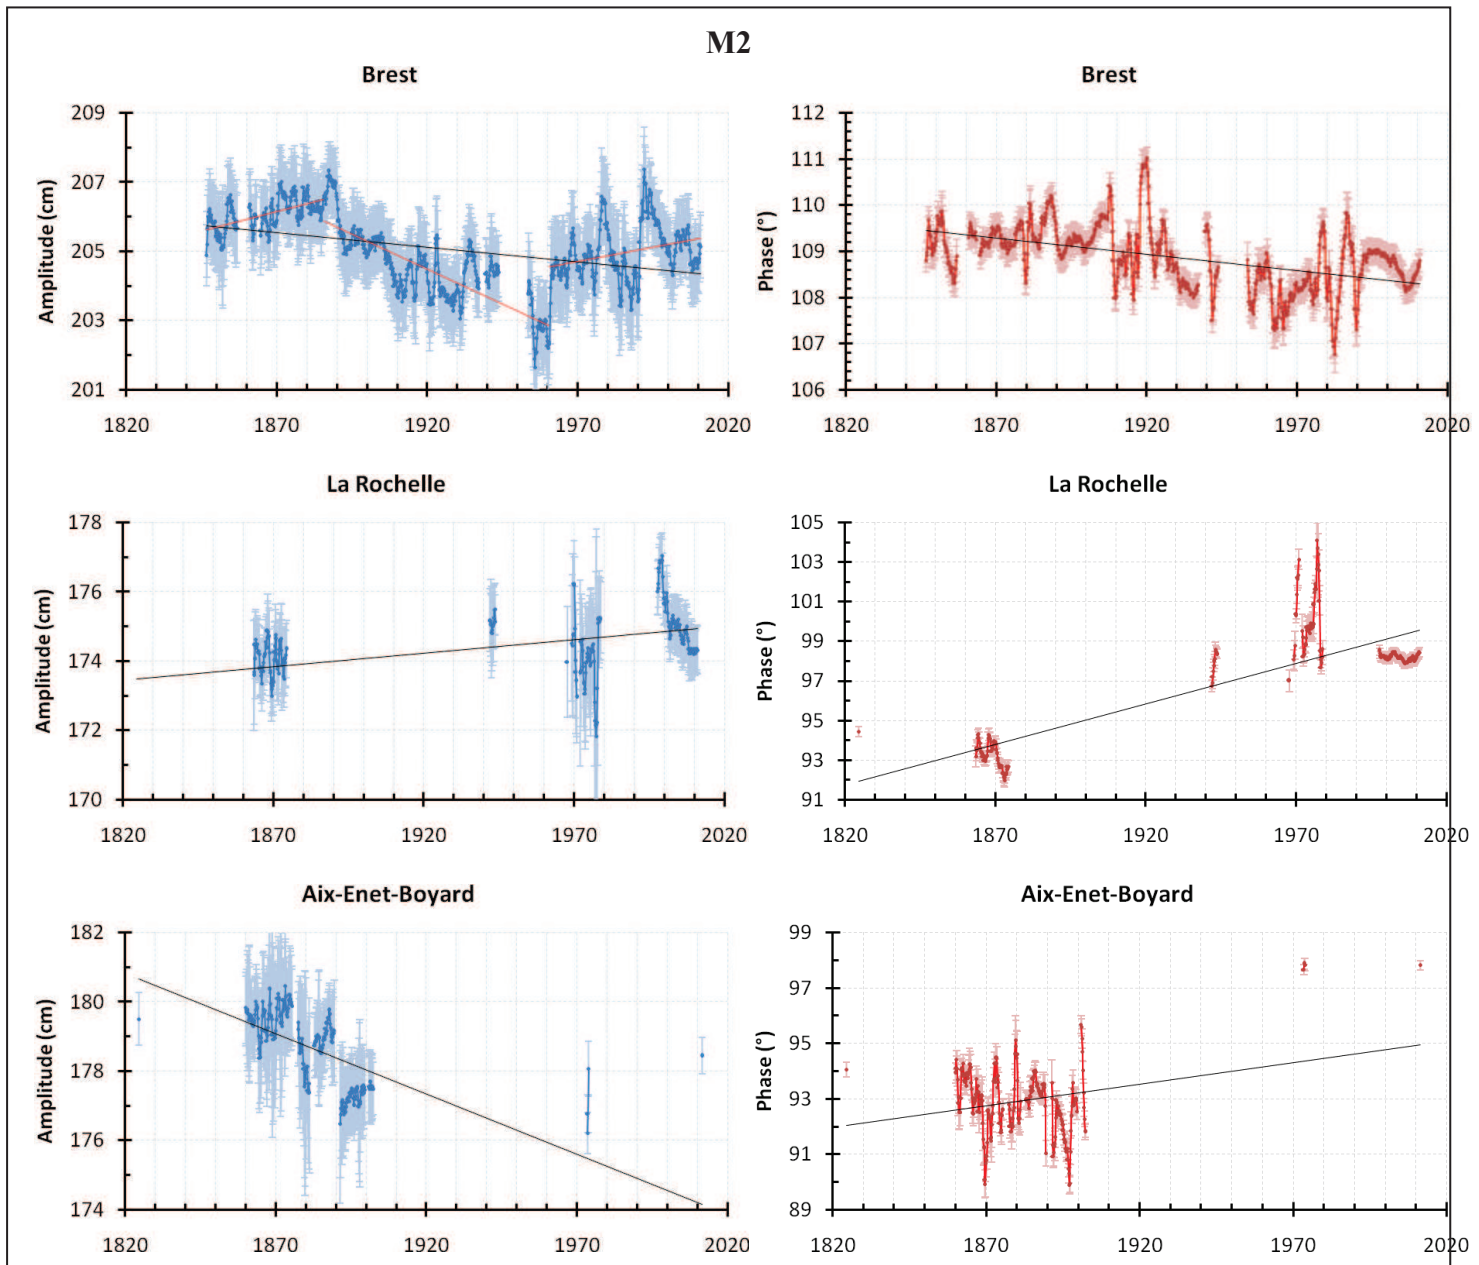 M2
Brest
Brest
209
207
205
203
201
Amplitude (cm)
1820 1870 1920 1970 2020
112
111
110
109
108
107
106
Phase (°)
1820 1870 1920 1970 2020
La Rochelle
La Rochelle
178
176
174
172
170
Amplitude (cm)
1820 1870 1920 1970 2020
105
103
101
99
97
95
93
91
Phase (°)
1820 1870 1920 1970 2020
Aix-Enet-Boyard
Aix-Enet-Boyard
182
180
178
176
174
Amplitude (cm)
1820 1870 1920 1970 2020
99
97
95
93
91
89
Phase (°)
1820 1870 1920 1970 2020